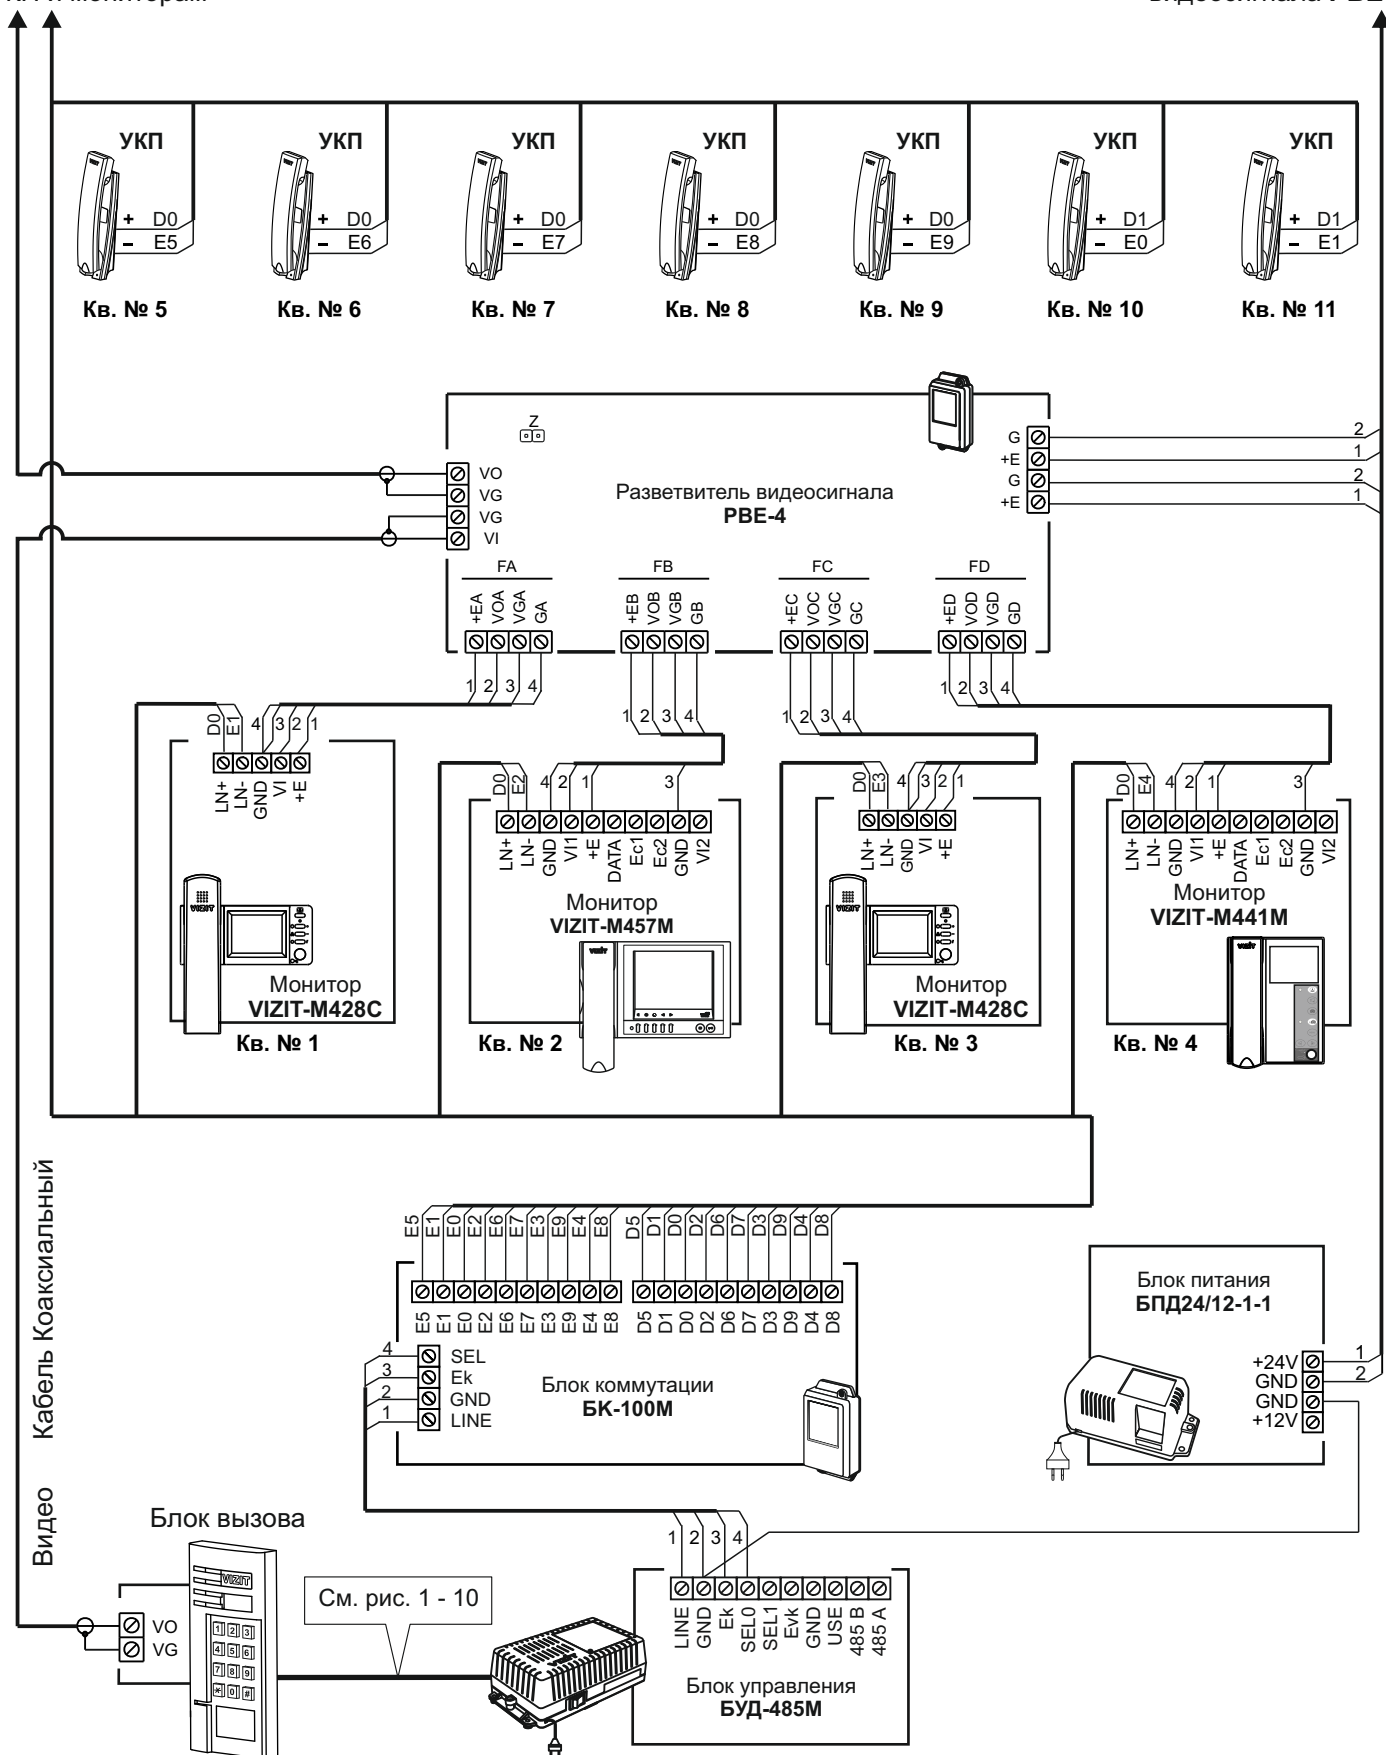 УКП УКП УКП УКП УКП УКП УКП
+ D0 + D0 + D0 + D0 + D0 + D1 + D1
– E5 – E6 – E7 – E8 – E9 – E0 – E1
Кв. № 5 Кв. № 6 Кв. № 7 Кв. № 8 Кв. № 9 Кв. № 10 Кв. № 11
Z
VO
VG
VG
VI
Разветвитель видеосигнала
РВЕ-4
G 2
+E 1
G 2
+E 1
FA FB FC FD
+EA VOA VGA GA
+EB VOB VGB GB
+EC VOC VGC GC
+ED VOD VGD GD
1 2 3 4
1 2 3 4
1 2 3 4
1 2 3 4
D0 E1 4 3 2 1
LN+ LN- GND VI +E
VIZIT
Монитор
VIZIT-M428C
Кв. № 1
D0 E2 4 2 1 3
LN+ LN- GND VI1 +E DATA Ec1 Ec2 GND VI2
Монитор
VIZIT-M457M
Кв. № 2
D0 E3 4 3 2 1
LN+ LN- GND VI +E
VIZIT
Монитор
VIZIT-M428C
Кв. № 3
D0 E4 4 2 1 3
LN+ LN- GND VI1 +E DATA Ec1 Ec2 GND VI2
Монитор
VIZIT-M441M
Кв. № 4
Видео Кабель Коаксиальный
E5 E1 E0 E2 E6 E7 E3 E9 E4 E8 D5 D1 D0 D2 D6 D7 D3 D9 D4 D8
E5 E1 E0 E2 E6 E7 E3 E9 E4 E8 D5 D1 D0 D2 D6 D7 D3 D9 D4 D8
4 SEL
3 Ek
2 GND
1 LINE
Блок коммутации
БК-100М
Блок питания
БПД24/12-1-1
+24V 1
GND 2
GND
+12V
Блок вызова
VIZIT
1 2 3
4 5 6
7 8 9
* 0 #
VO
VG
См. рис. 1 - 10
1 2 3 4
LINE GND Ek SEL0 SEL1 Evk GND USE 485 B 485 A
Блок управления
БУД-485М